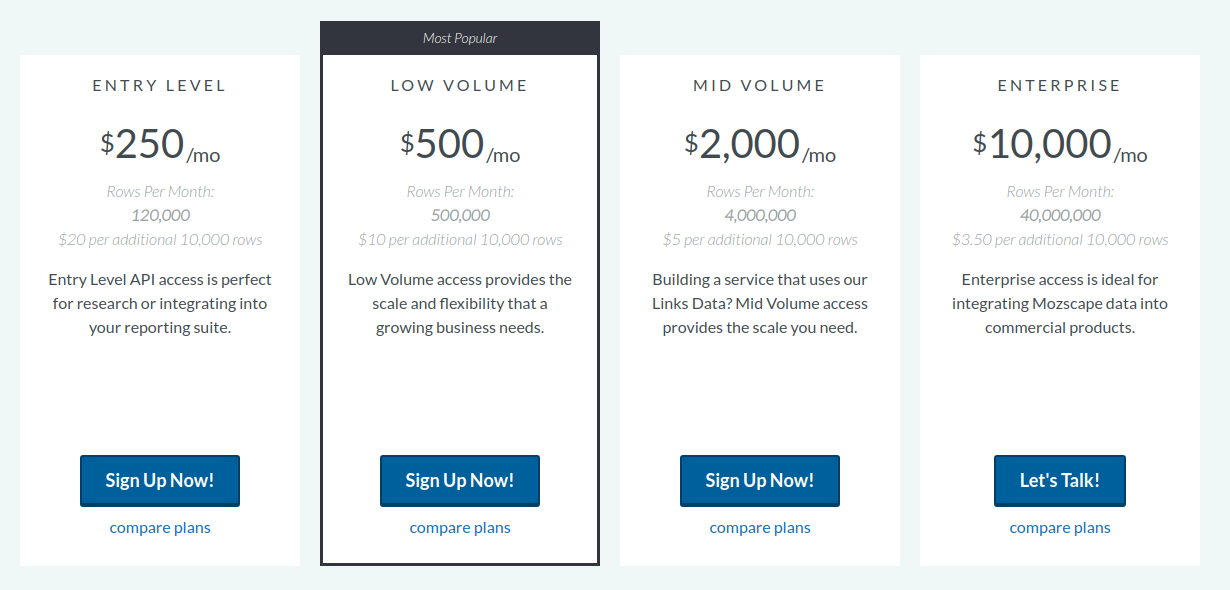 Most Popular
ENTRY LEVEL
$250/mo
Rows Per Month:
120,000
$20 per additional 10,000 rows
Entry Level API access is perfect
for research or integrating into
your reporting suite.
Sign Up Now!
compare plans
LOW VOLUME
$500/mo
Rows Per Month:
500,000
$10 per additional 10,000 rows
Low Volume access provides the
scale and flexibility that a
growing business needs.
Sign Up Now!
compare plans
MID VOLUME
$2,000/mo
Rows Per Month:
4,000,000
$5 per additional 10,000 rows
Building a service that uses our
Links Data? Mid Volume access
provides the scale you need.
Sign Up Now!
compare plans
ENTERPRISE
$10,000/mo
Rows Per Month:
40,000,000
$3.50 per additional 10,000 rows
Enterprise access is ideal for
integrating Mozscape data into
commercial products.
Let's Talk!
compare plans